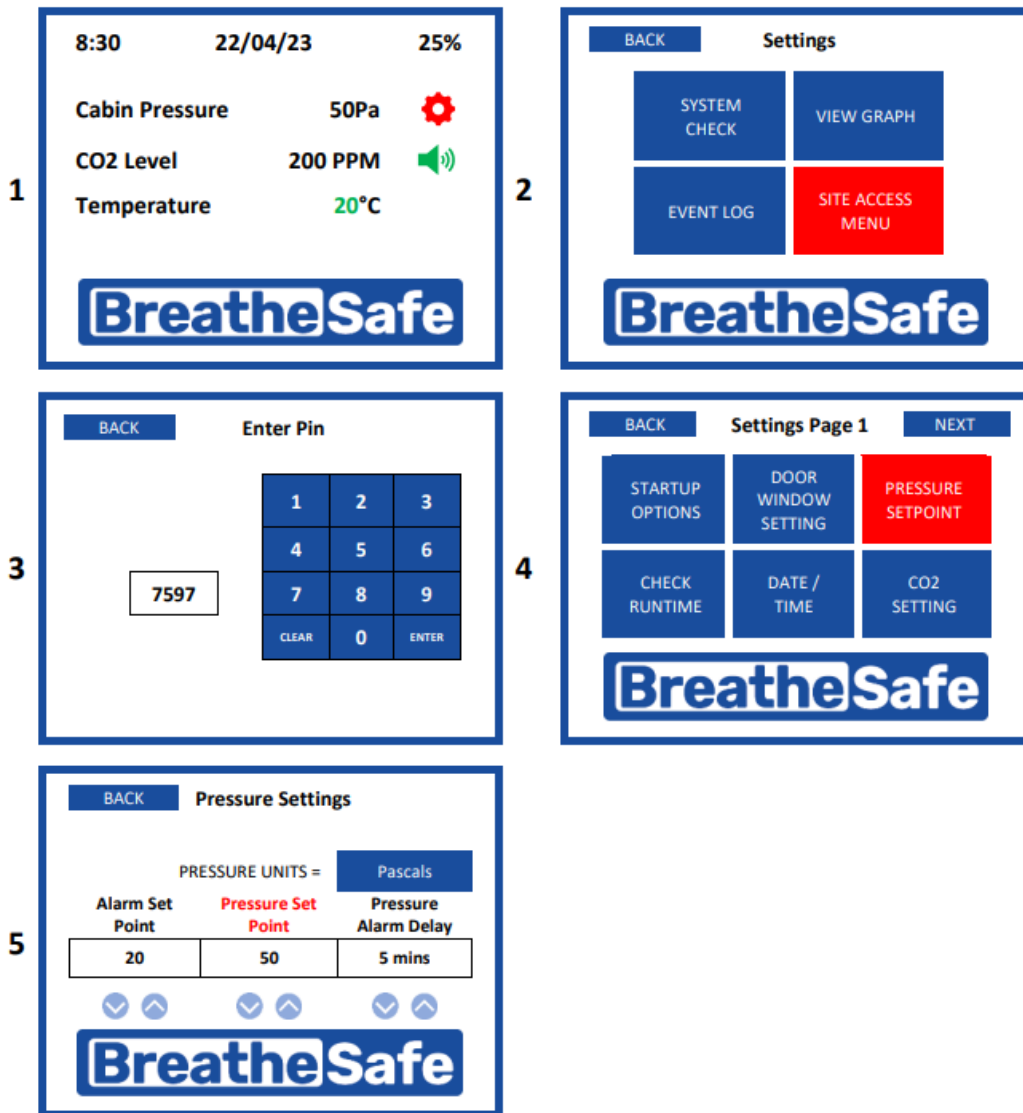 1
8:30 22/04/23 25%
Cabin Pressure 50Pa
CO2 Level 200 PPM
Temperature 20°C
BreatheSafe
2
BACK Settings
SYSTEM
CHECK
VIEW GRAPH
EVENT LOG
SITE ACCESS
MENU
BreatheSafe
3
BACK Enter Pin
7597
1 2 3
4 5 6
7 8 9
CLEAR 0 ENTER
4
BACK Settings Page 1 NEXT
STARTUP
OPTIONS
DOOR
WINDOW
SETTING
PRESSURE
SETPOINT
CHECK
RUNTIME
DATE /
TIME
CO2
SETTING
BreatheSafe
5
BACK Pressure Settings
PRESSURE UNITS = Pascals
Alarm Set
Point
Pressure Set
Point
Pressure
Alarm Delay
20 50 5 mins
BreatheSafe